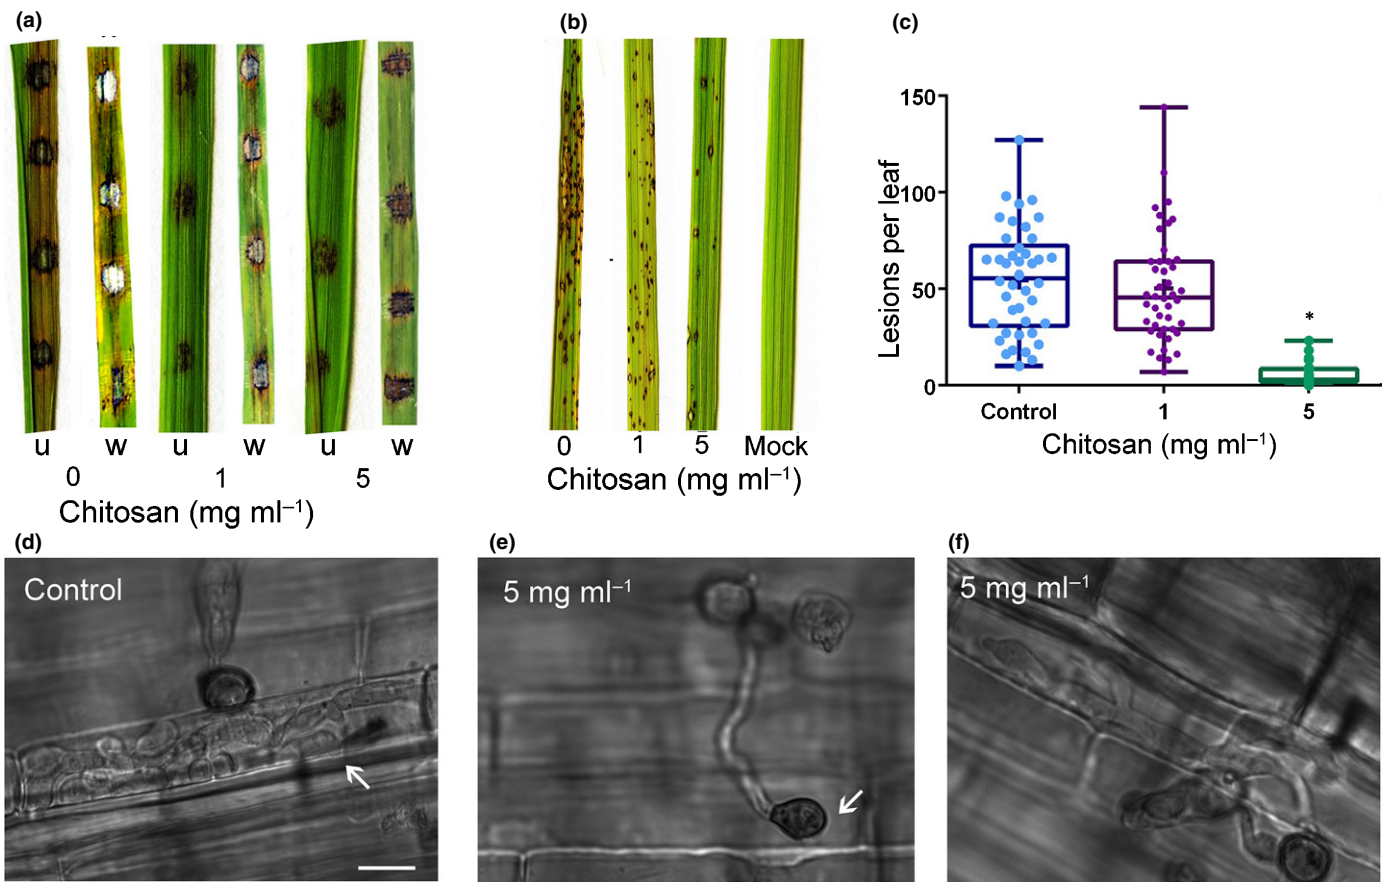 (a)
u w u w u w
0 1 5
Chitosan (mg ml⁻¹)
(b)
0 1 5 Mock
Chitosan (mg ml⁻¹)
(c)
Lesions per leaf
150
100
50
0
*
Control 1 5
Chitosan (mg ml⁻¹)
(d)
Control
(e)
5 mg ml⁻¹
(f)
5 mg ml⁻¹